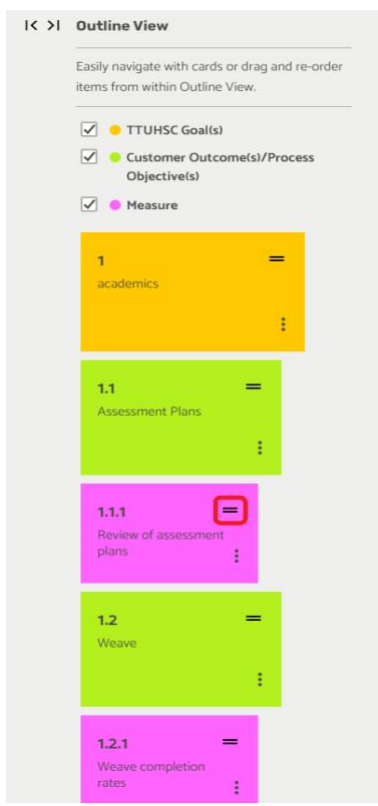 Outline View
Easily navigate with cards or drag and re-order
items from within Outline View.
TTUHSC Goal(s)
Customer Outcome(s)/Process
Objective(s)
Measure
1
academics
1.1
Assessment Plans
1.1.1
Review of assessment
plans
1.2
Weave
1.2.1
Weave completion
rates